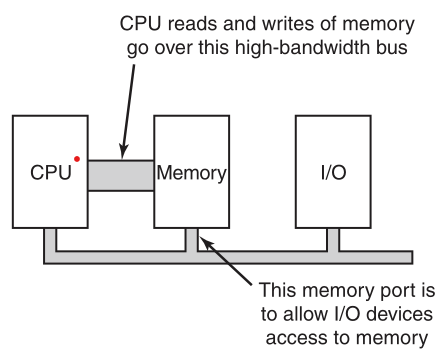 CPU reads and writes of memory
go over this high-bandwidth bus
CPU
Memory
I/O
This memory port is
to allow I/O devices
access to memory